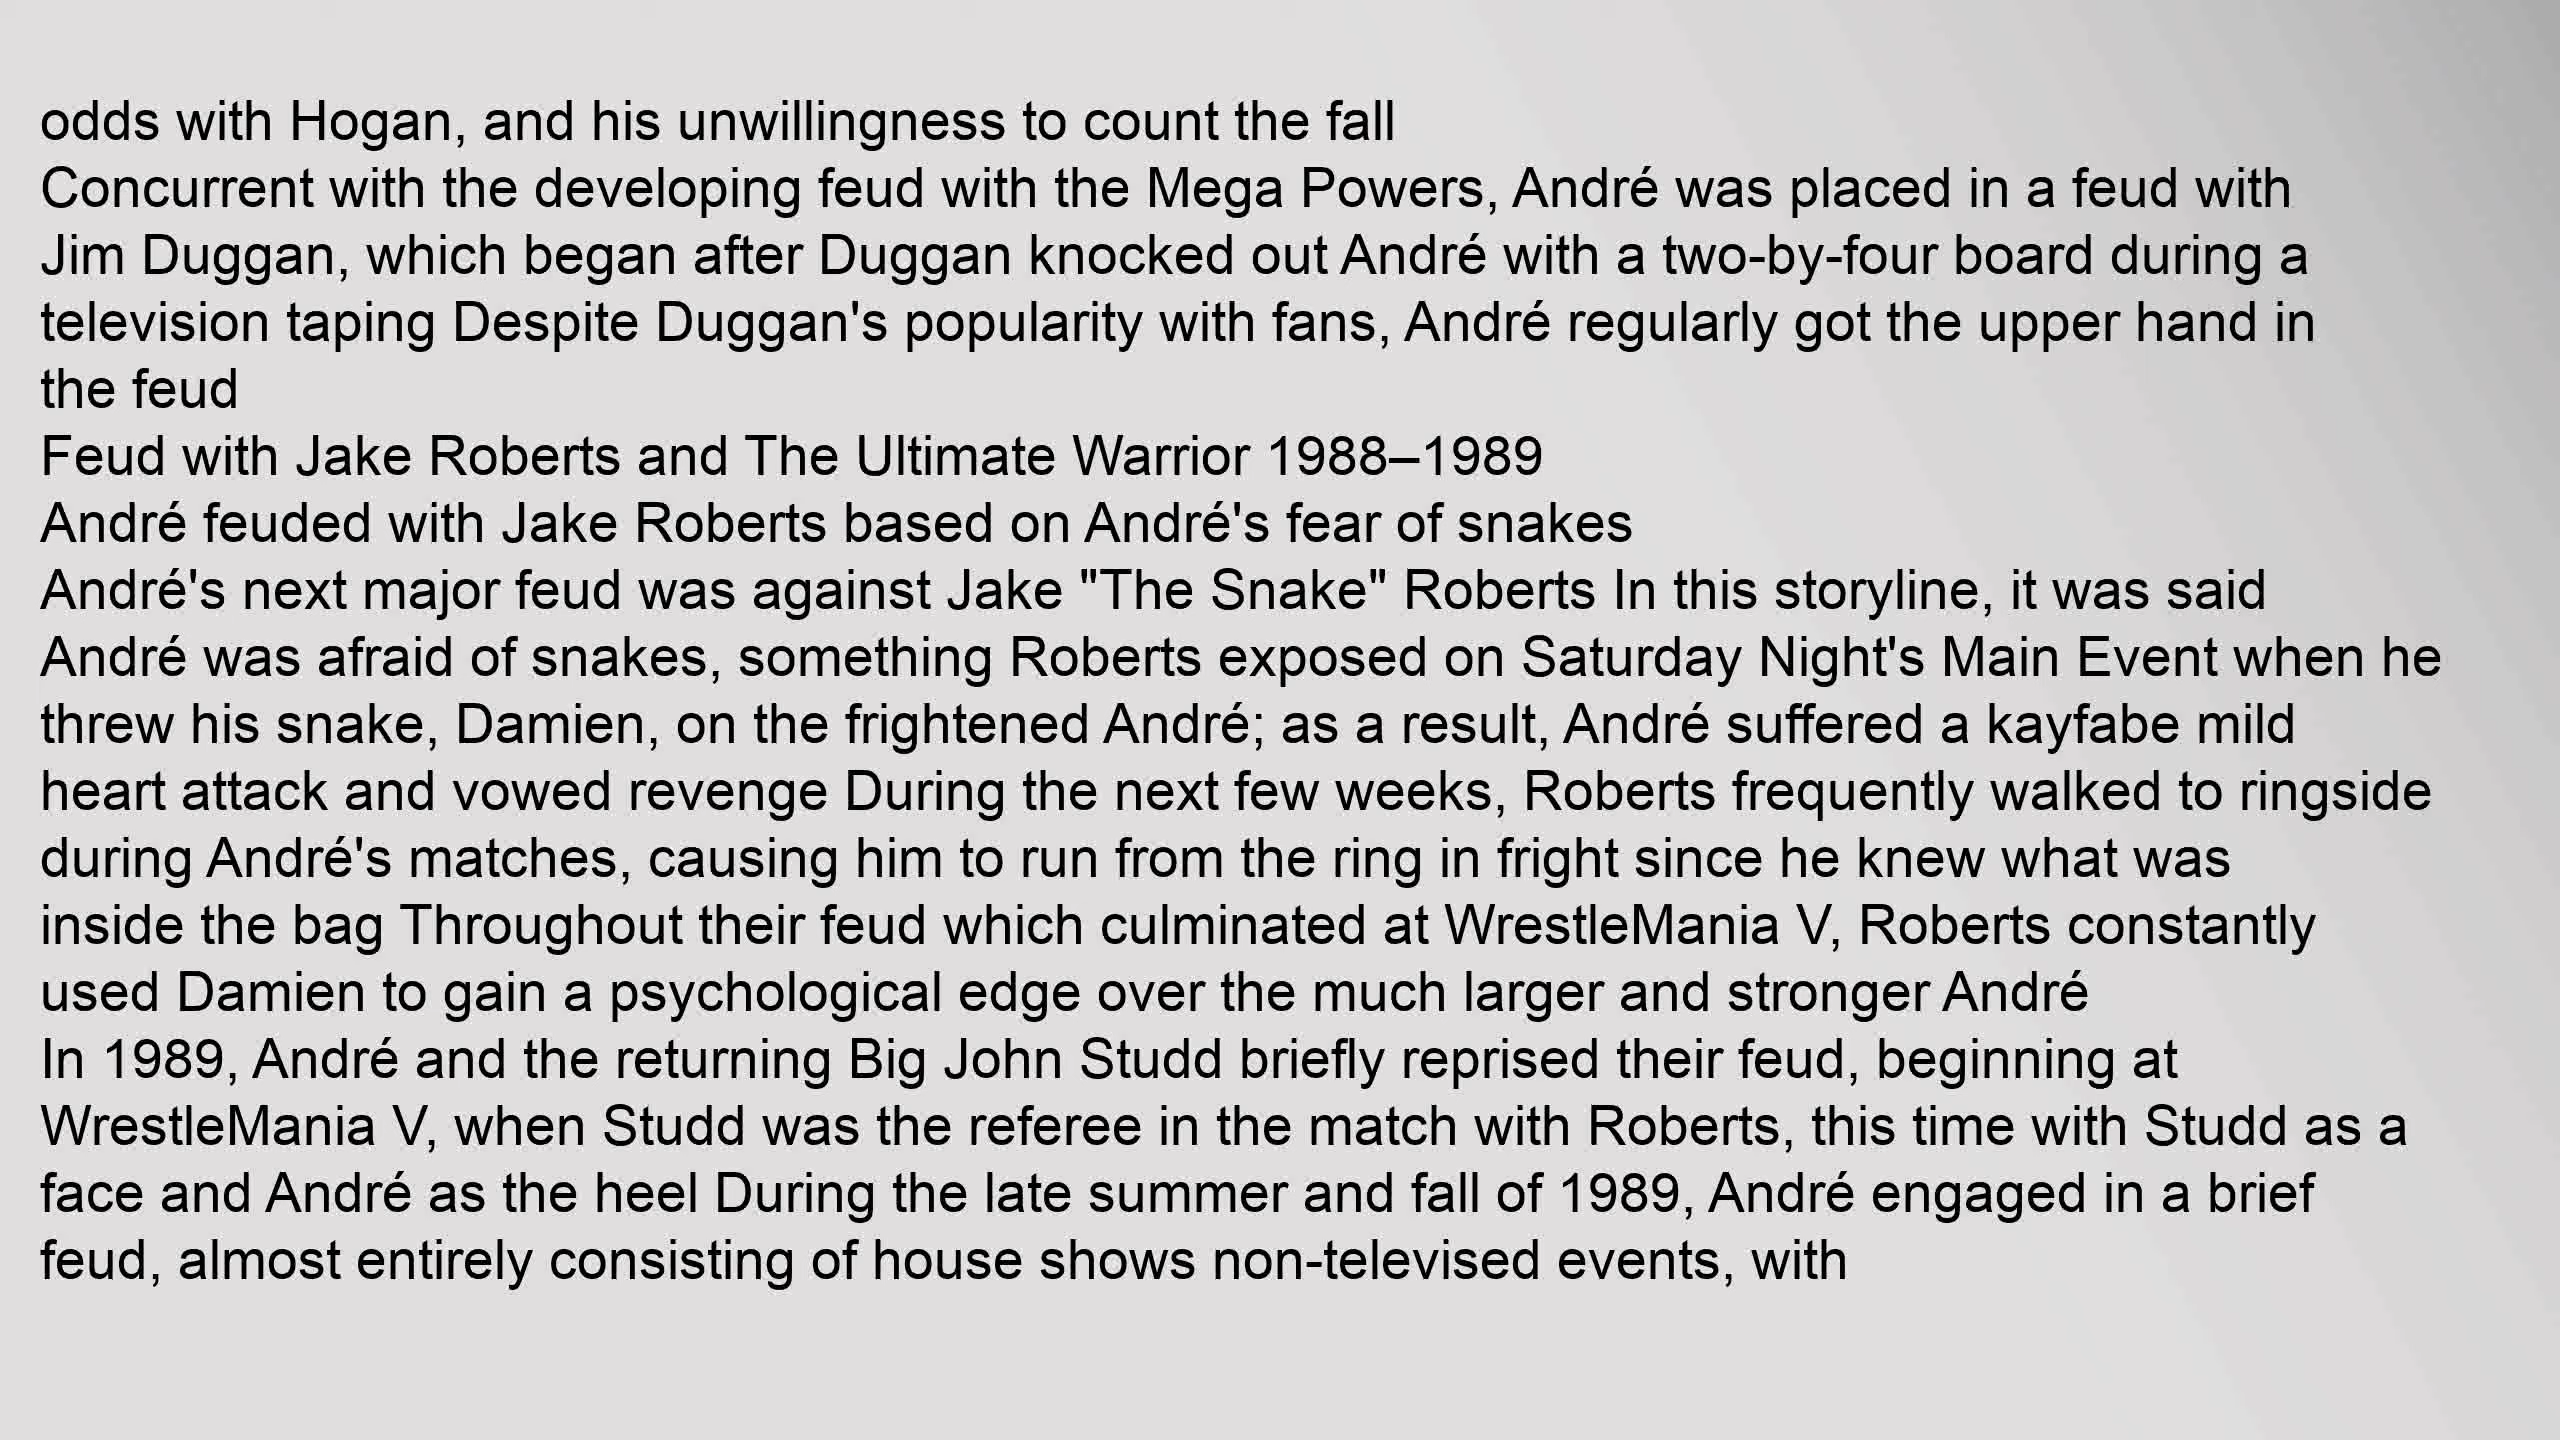 odds with Hogan, and his unwillingness to count the fall
Concurrent with the developing feud with the Mega Powers, André was placed in a feud with
Jim Duggan, which began after Duggan knocked out André with a two-by-four board during a
television taping Despite Duggan's popularity with fans, André regularly got the upper hand in
the feud
Feud with Jake Roberts and The Ultimate Warrior 1988–1989
André feuded with Jake Roberts based on André's fear of snakes
André's next major feud was against Jake "The Snake" Roberts In this storyline, it was said
André was afraid of snakes, something Roberts exposed on Saturday Night's Main Event when he
threw his snake, Damien, on the frightened André; as a result, André suffered a kayfabe mild
heart attack and vowed revenge During the next few weeks, Roberts frequently walked to ringside
during André's matches, causing him to run from the ring in fright since he knew what was
inside the bag Throughout their feud which culminated at WrestleMania V, Roberts constantly
used Damien to gain a psychological edge over the much larger and stronger André
In 1989, André and the returning Big John Studd briefly reprised their feud, beginning at
WrestleMania V, when Studd was the referee in the match with Roberts, this time with Studd as a
face and André as the heel During the late summer and fall of 1989, André engaged in a brief
feud, almost entirely consisting of house shows non-televised events, with